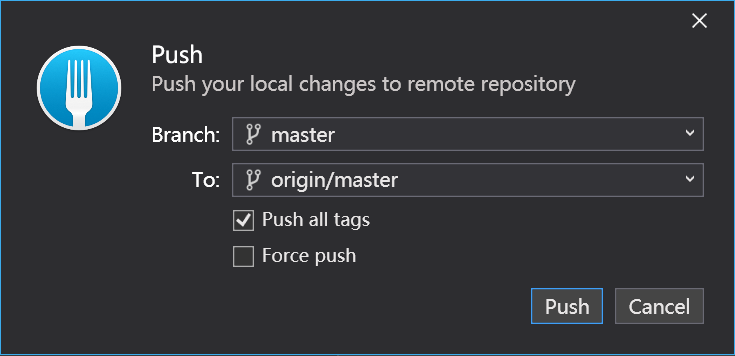 Push
Push your local changes to remote repository
Branch: master
To: origin/master
Push all tags
Force push
Push Cancel